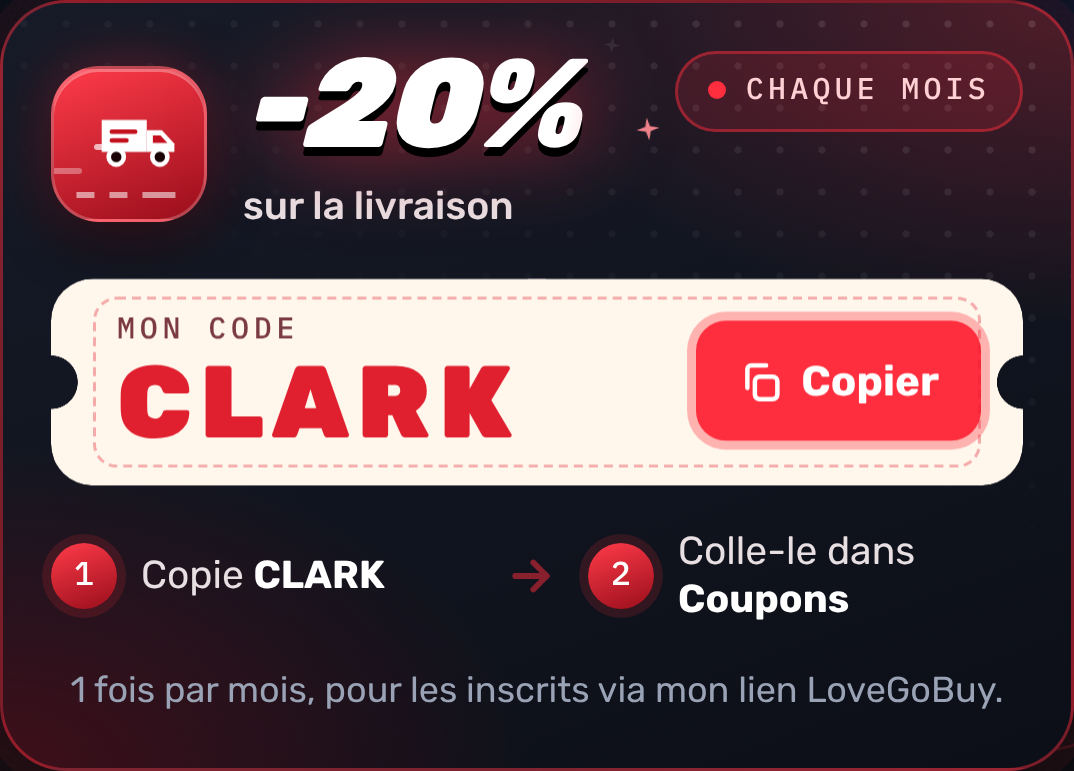 -20%
CHAQUE MOIS
sur la livraison
MON CODE
CLARK
Copier
1 Copie CLARK
2 Colle-le dans
Coupons
1 fois par mois, pour les inscrits via mon lien LoveGoBuy.